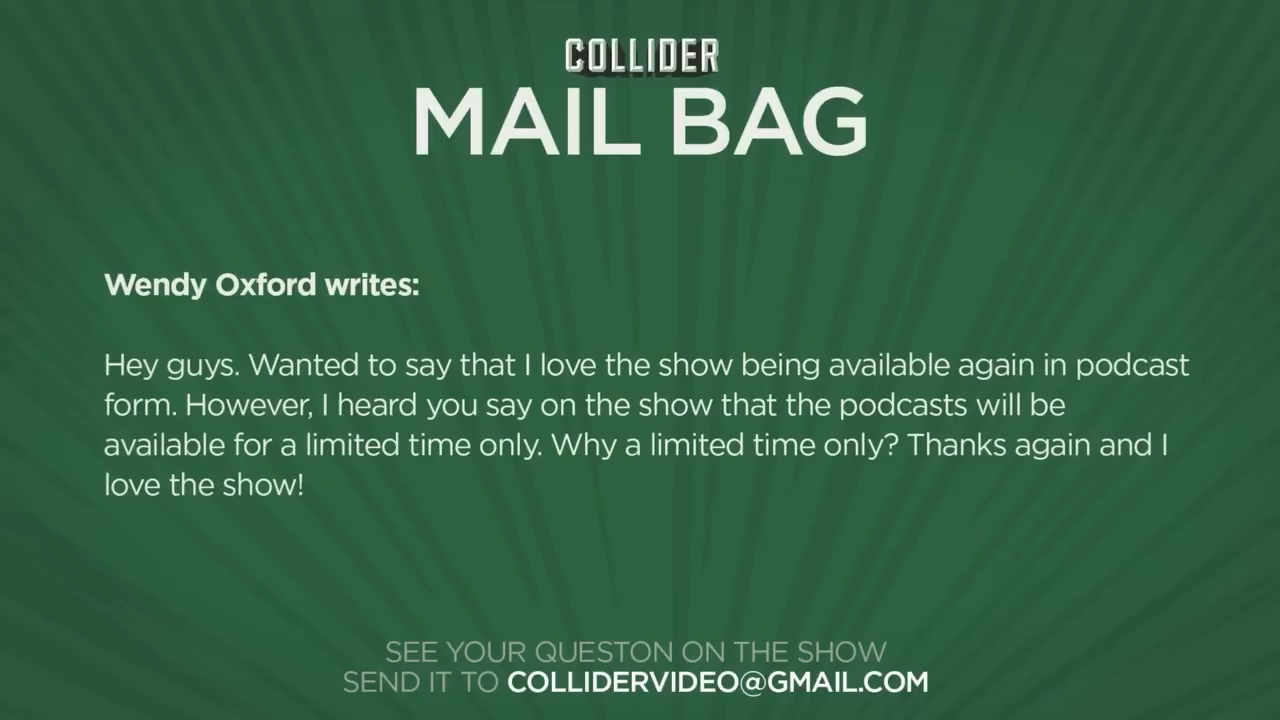 COLLIDER
MAIL BAG
Wendy Oxford writes:
Hey guys. Wanted to say that I love the show being available again in podcast
form. However, I heard you say on the show that the podcasts will be
available for a limited time only. Why a limited time only? Thanks again and I
love the show!
SEE YOUR QUESTON ON THE SHOW
SEND IT TO COLLIDERVIDEO@GMAIL.COM